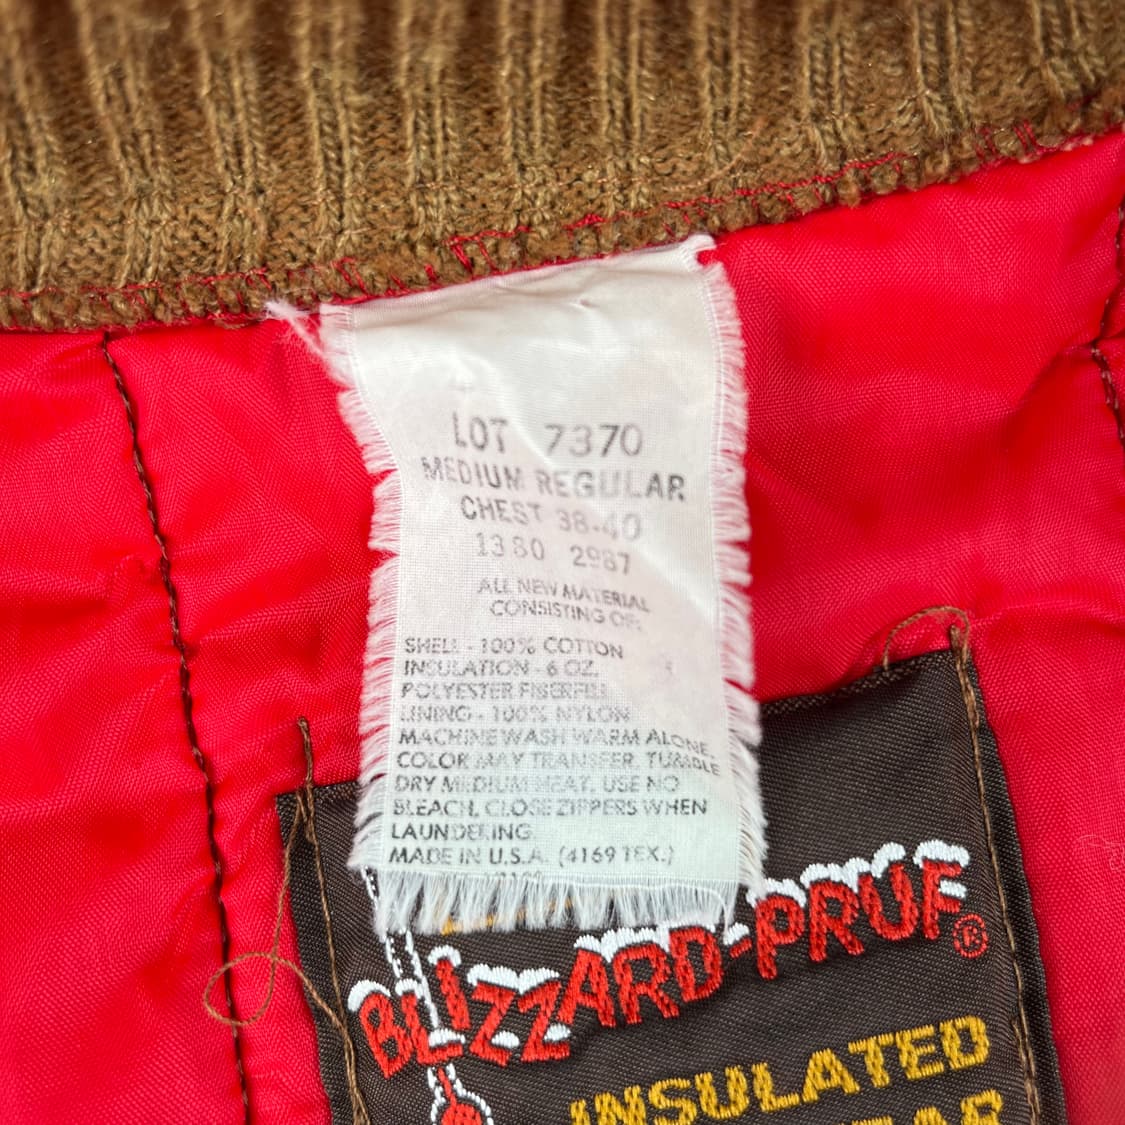 LOT 7370
MEDIUM REGULAR
CHEST 38-40
1380 2987
ALL NEW MATERIAL
CONSISTING OF:
SHELL - 100% COTTON
INSULATION - 6 OZ.
POLYESTER FIBERFILL
LINING - 100% NYLON
MACHINE WASH WARM ALONE.
COLOR MAY TRANSFER. TUMBLE
DRY MEDIUM HEAT. USE NO
BLEACH. CLOSE ZIPPERS WHEN
LAUNDERING.
MADE IN U.S.A. (4169 TEX.)
BLIZZARD-PRUF®
INSULATED